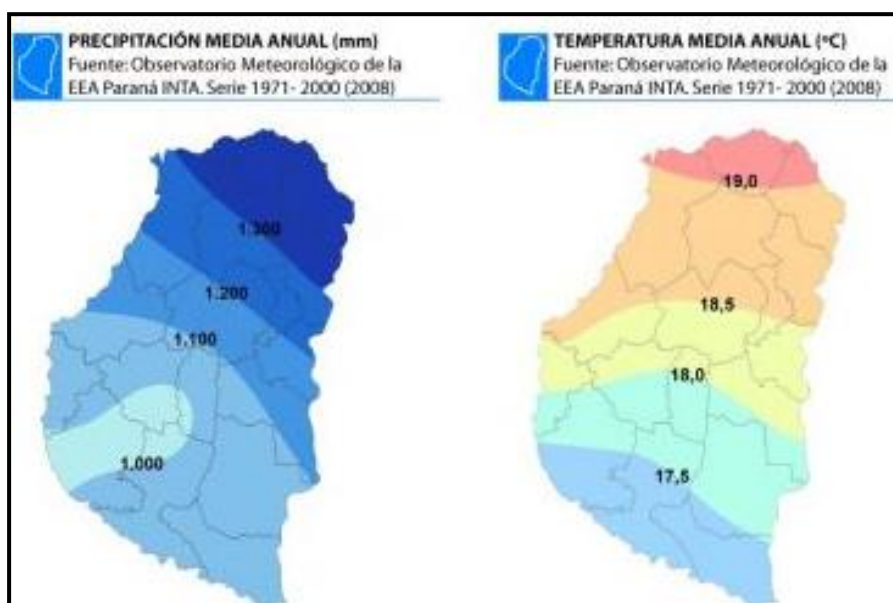 PRECIPITACIÓN MEDIA ANUAL (mm)
Fuente: Observatorio Meteorológico de la
EEA Paraná INTA. Serie 1971- 2000 (2008)
1.300
1.200
1.100
1.000
TEMPERATURA MEDIA ANUAL (ºC)
Fuente: Observatorio Meteorológico de la
EEA Paraná INTA. Serie 1971- 2000 (2008)
19,0
18,5
18,0
17,5